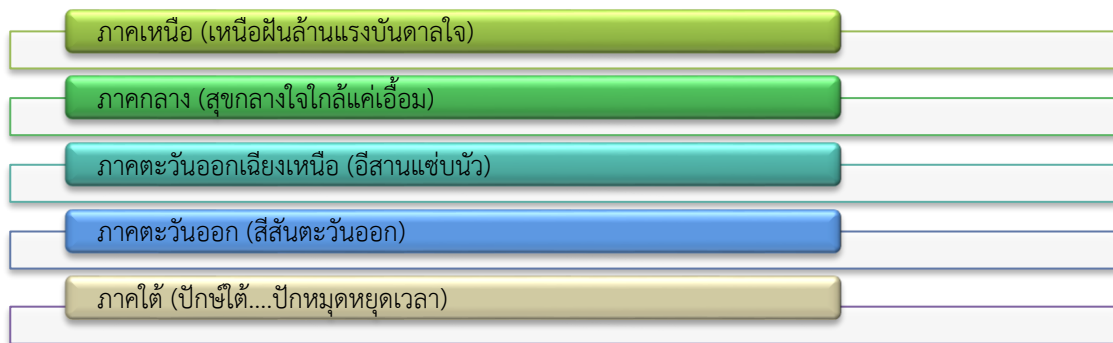 ภาคเหนือ (เหนือฝันล้านแรงบันดาลใจ)
ภาคกลาง (สุขกลางใจใกล้แค่เอื้อม)
ภาคตะวันออกเฉียงเหนือ (อีสานแซ่บนัว)
ภาคตะวันออก (สีสันตะวันออก)
ภาคใต้ (ปักษ์ใต้....ปักหมุดหยุดเวลา)